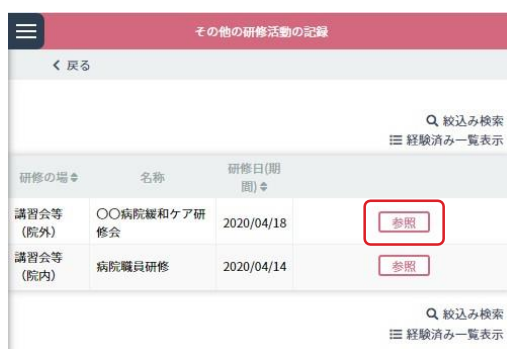 その他の研修活動の記録
戻る
絞込み検索
経験済み一覧表示
研修の場 名称 研修日(期
間)
講習会等
(院外) 〇〇病院緩和ケア研
修会 2020/04/18 参照
講習会等
(院内) 病院職員研修 2020/04/14 参照
絞込み検索
経験済み一覧表示